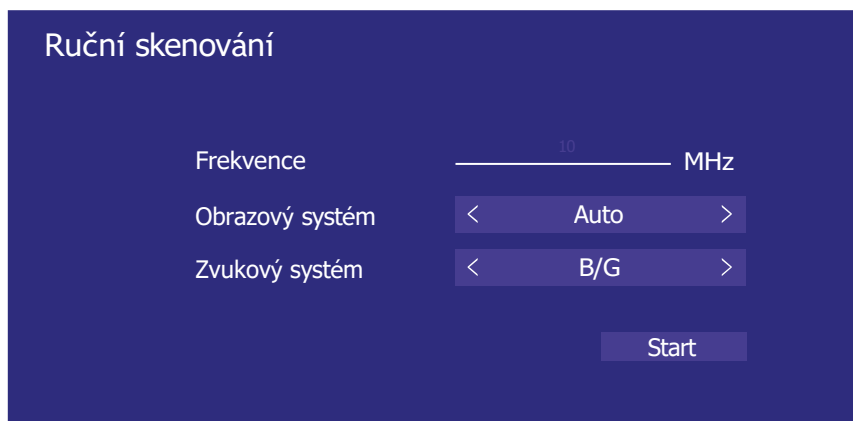 Ruční skenování
10
Frekvence MHz
Obrazový systém < Auto >
Zvukový systém < B/G >
Start